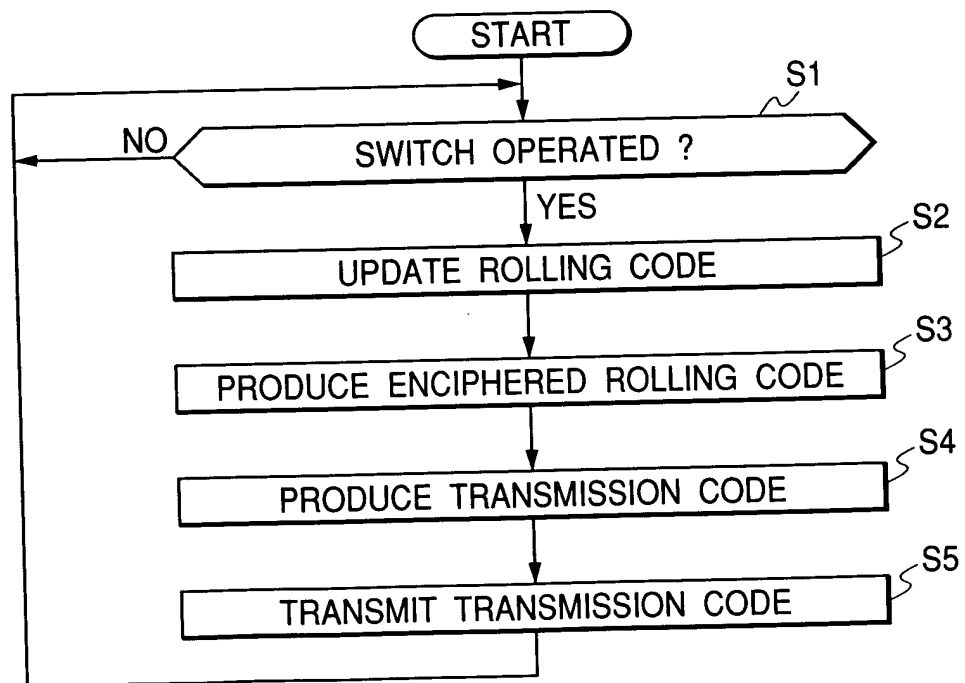 START
S1
NO
SWITCH OPERATED ?
YES
S2
UPDATE ROLLING CODE
S3
PRODUCE ENCIPHERED ROLLING CODE
S4
PRODUCE TRANSMISSION CODE
S5
TRANSMIT TRANSMISSION CODE